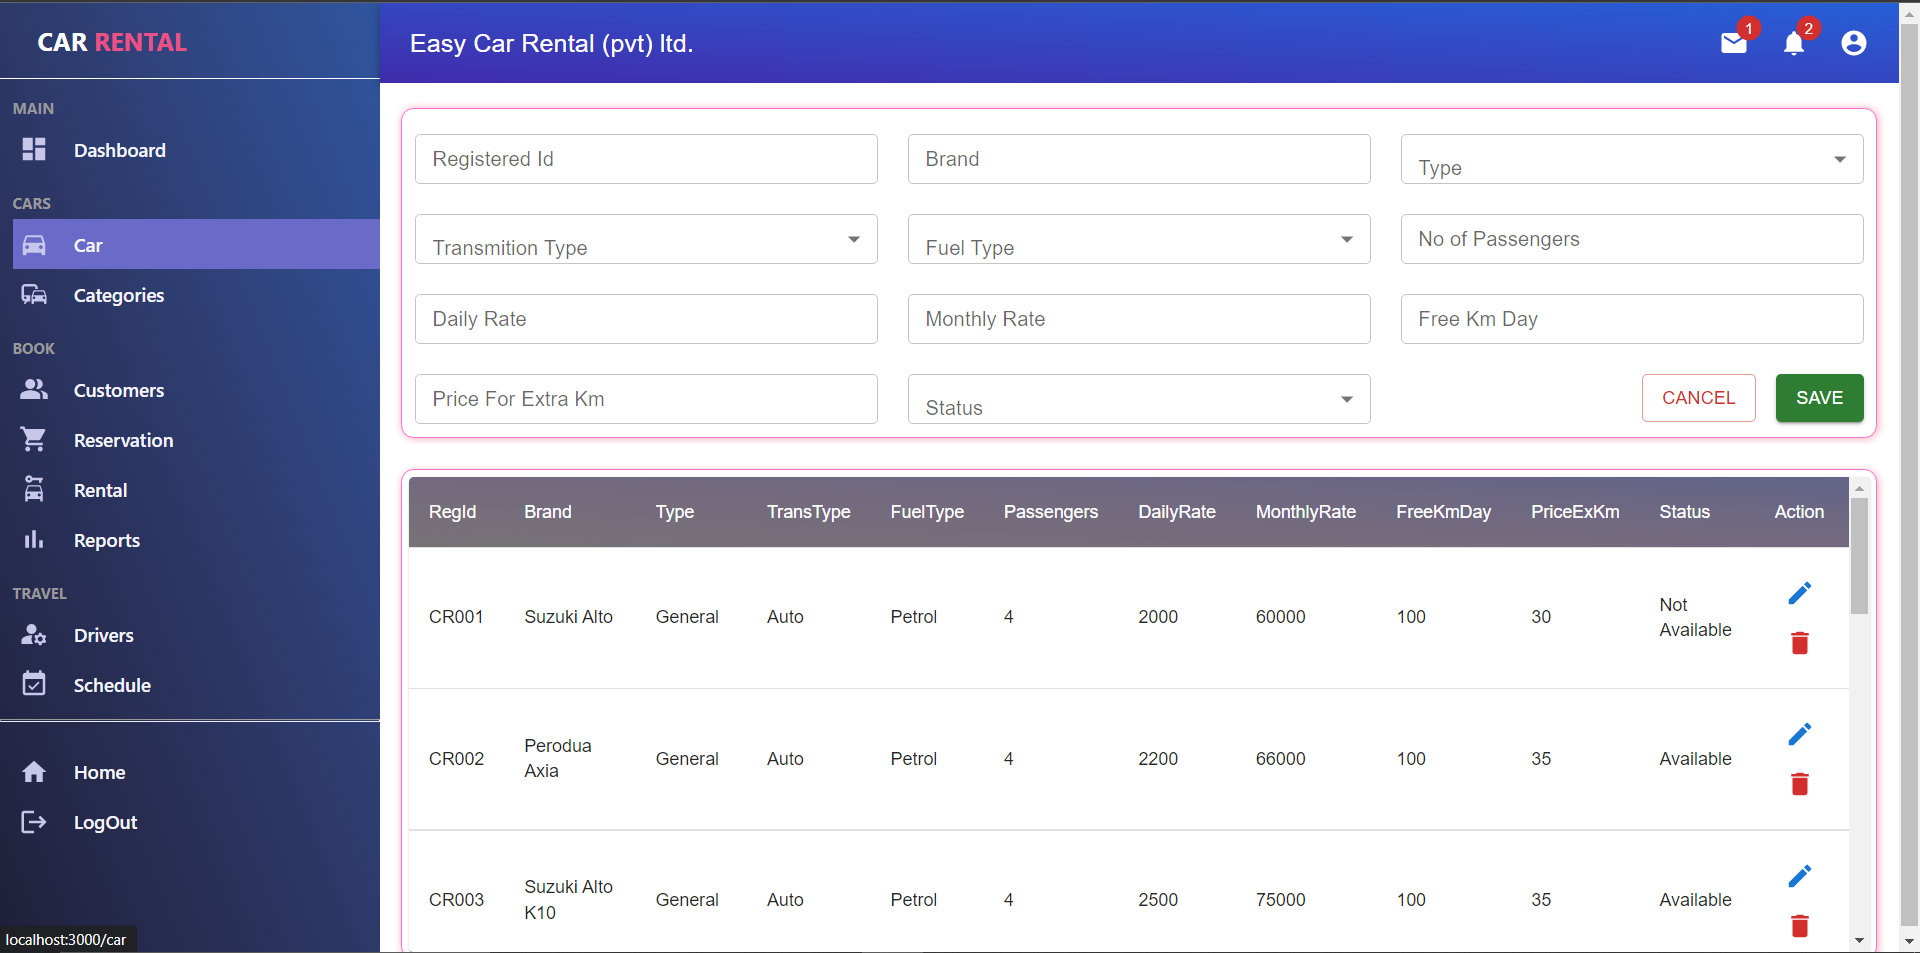 CAR RENTAL
Easy Car Rental (pvt) ltd.
1
2
MAIN
Dashboard
CARS
Car
Categories
BOOK
Customers
Reservation
Rental
Reports
TRAVEL
Drivers
Schedule
Home
LogOut
Registered Id
Brand
Type
Transmition Type
Fuel Type
No of Passengers
Daily Rate
Monthly Rate
Free Km Day
Price For Extra Km
Status
CANCEL
SAVE
RegId Brand Type TransType FuelType Passengers DailyRate MonthlyRate FreeKmDay PriceExKm Status Action
CR001 Suzuki Alto General Auto Petrol 4 2000 60000 100 30 Not
Available
CR002 Perodua
Axia General Auto Petrol 4 2200 66000 100 35 Available
CR003 Suzuki Alto
K10 General Auto Petrol 4 2500 75000 100 35 Available
localhost:3000/car